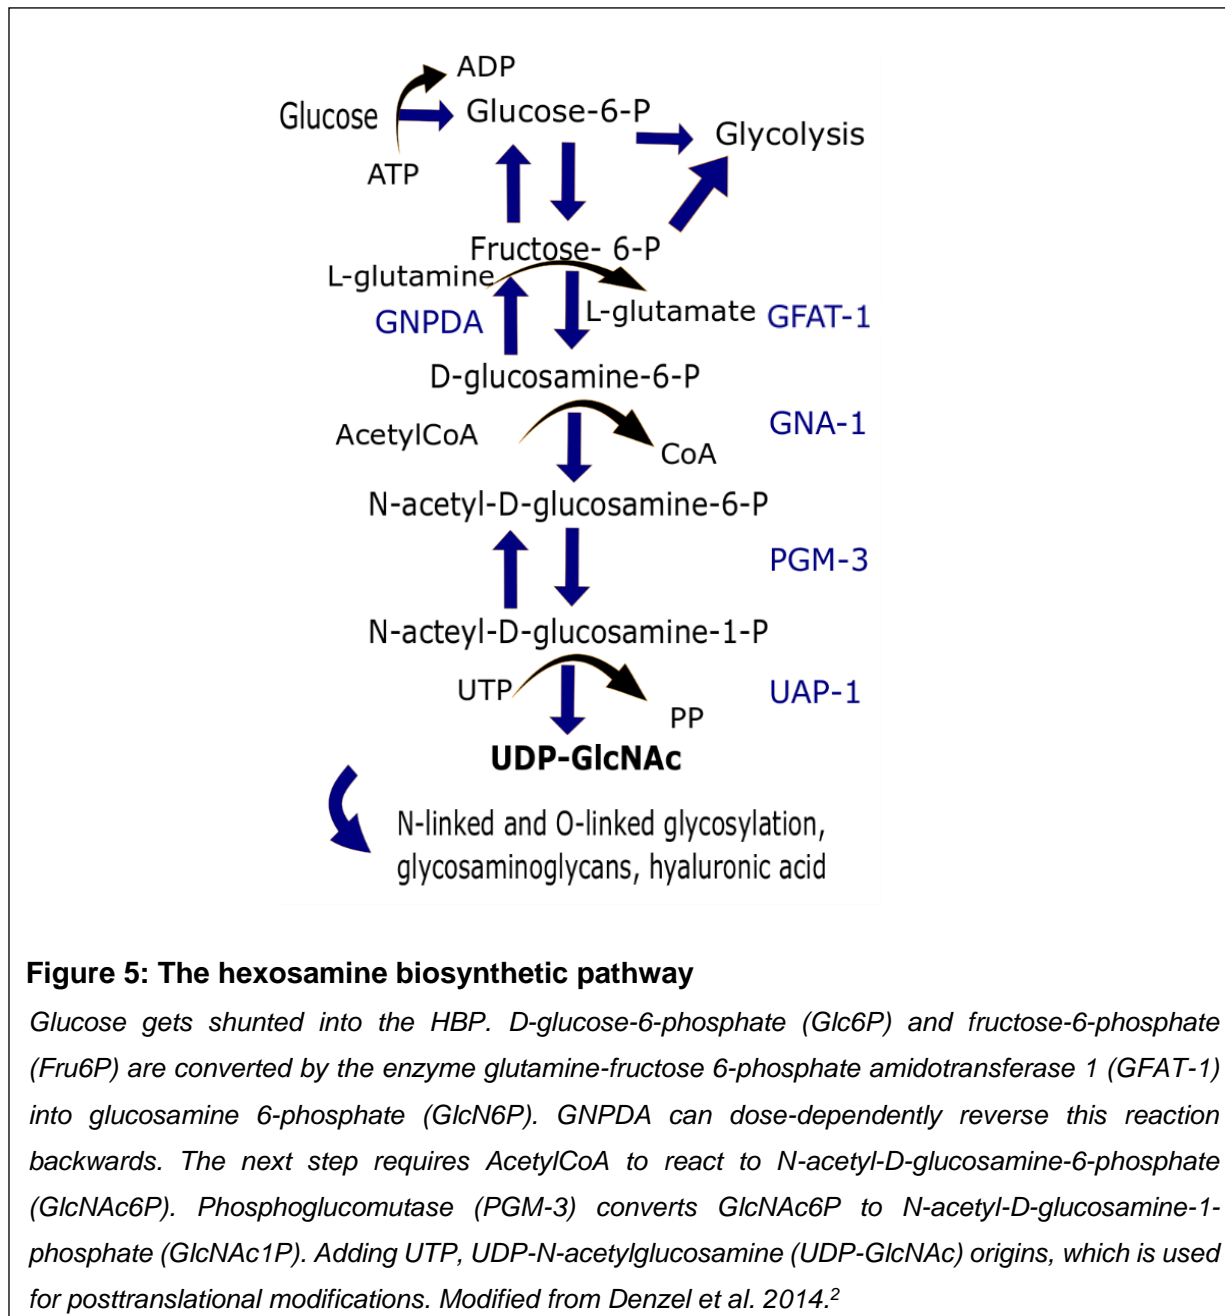 ADP
Glucose
Glucose-6-P
Glycolysis
ATP
Fructose- 6-P
L-glutamine
L-glutamate
GFAT-1
GNPDA
D-glucosamine-6-P
AcetylCoA
GNA-1
CoA
N-acetyl-D-glucosamine-6-P
PGM-3
N-acteyl-D-glucosamine-1-P
UTP
UAP-1
PP
UDP-GlcNAc
N-linked and O-linked glycosylation,
glycosaminoglycans, hyaluronic acid
Figure 5: The hexosamine biosynthetic pathway
Glucose gets shunted into the HBP. D-glucose-6-phosphate (Glc6P) and fructose-6-phosphate
(Fru6P) are converted by the enzyme glutamine-fructose 6-phosphate amidotransferase 1 (GFAT-1)
into glucosamine 6-phosphate (GlcN6P). GNPDA can dose-dependently reverse this reaction
backwards. The next step requires AcetylCoA to react to N-acetyl-D-glucosamine-6-phosphate
(GlcNAc6P). Phosphoglucomutase (PGM-3) converts GlcNAc6P to N-acetyl-D-glucosamine-1-
phosphate (GlcNAc1P). Adding UTP, UDP-N-acetylglucosamine (UDP-GlcNAc) origins, which is used
for posttranslational modifications. Modified from Denzel et al. 2014.²